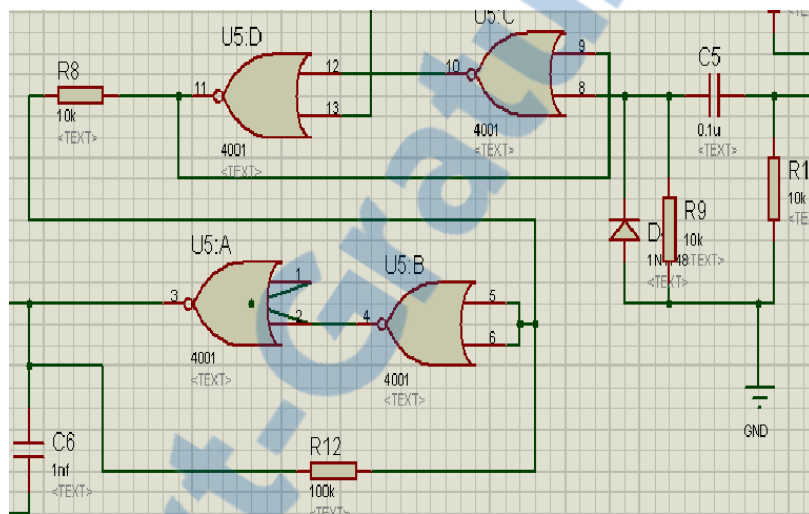 U5:D
U5:C
C5
R8
11
12
13
10
9
8
10k
<TEXT>
4001
<TEXT>
4001
<TEXT>
0.1u
<TEXT>
R1
10k
R9
10k
<TEXT>
U5:A
U5:B
3
1
2
4
5
6
4001
<TEXT>
4001
<TEXT>
GND
C6
1nf
<TEXT>
R12
100k
<TEXT>